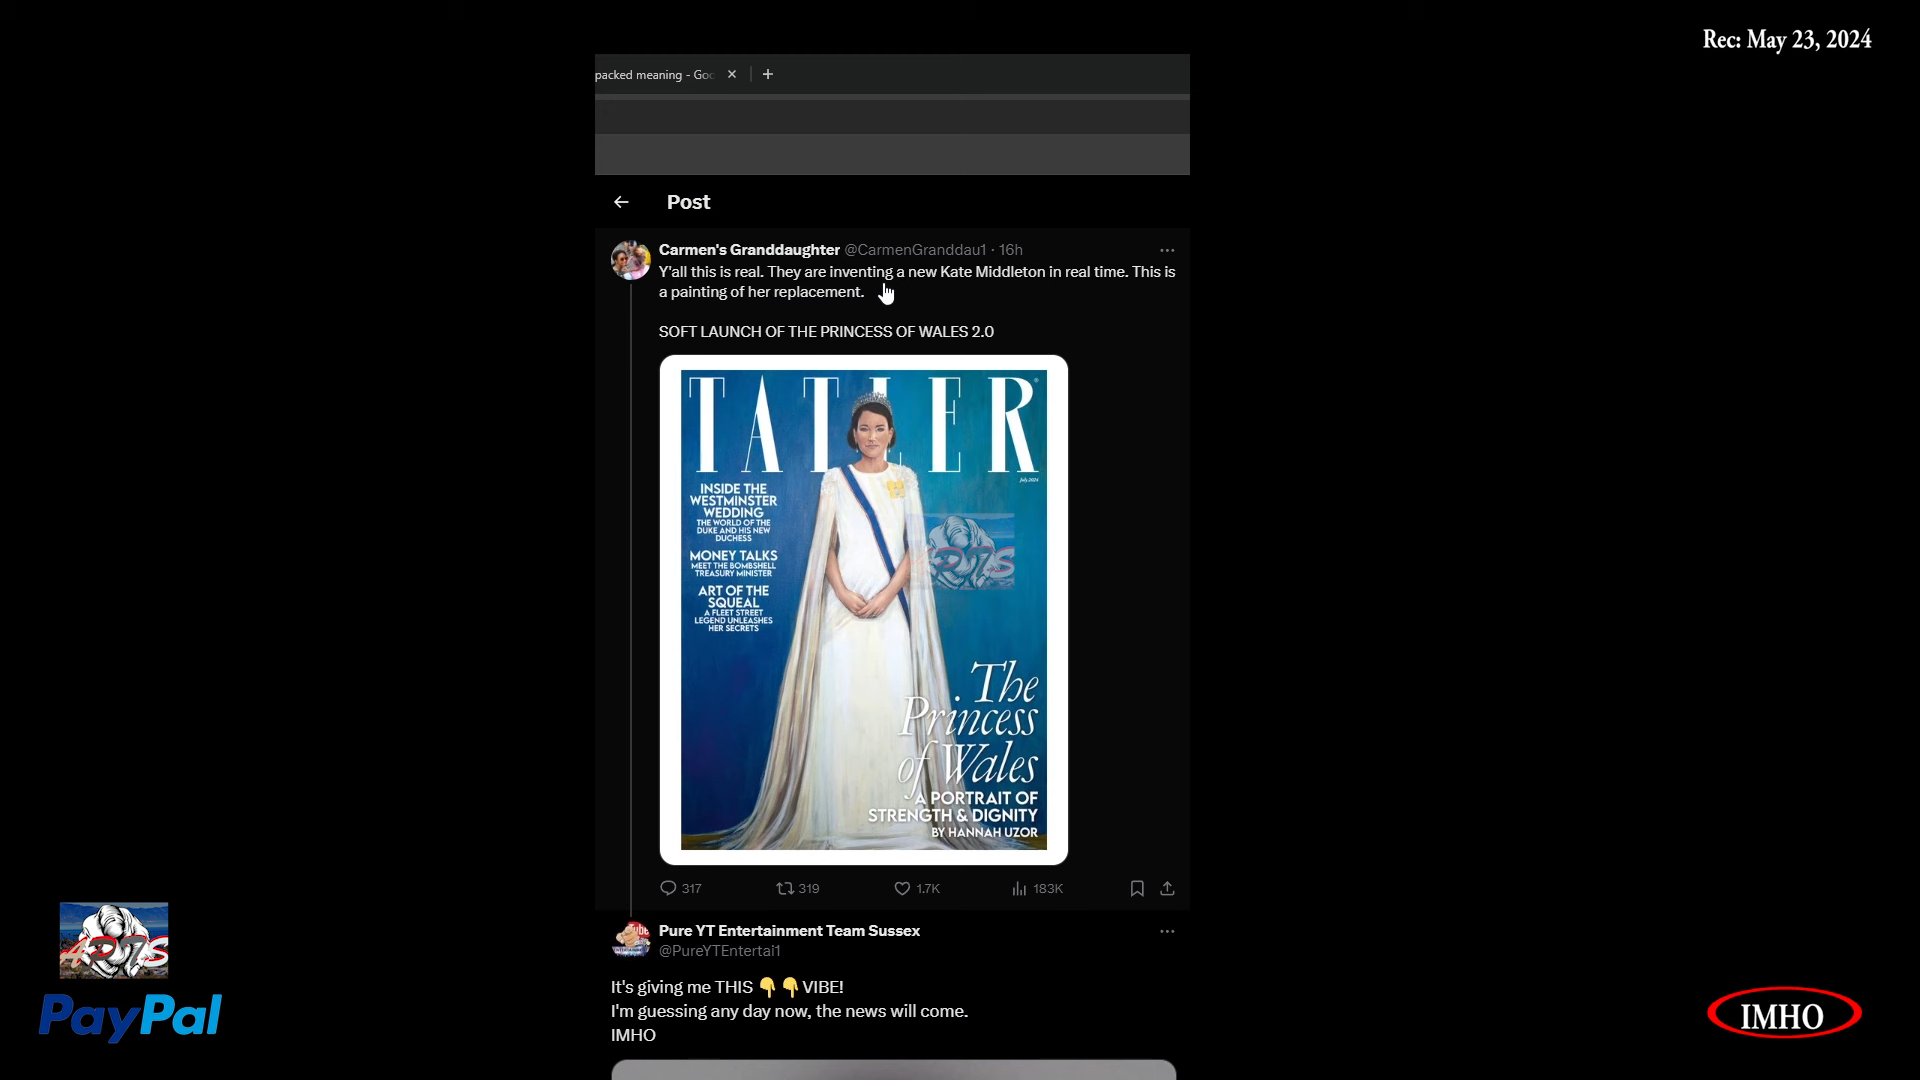 Rec: May 23, 2024
packed meaning - Goo
Post
Carmen's Granddaughter @CarmenGranddau1 · 16h
Y'all this is real. They are inventing a new Kate Middleton in real time. This is
a painting of her replacement.
SOFT LAUNCH OF THE PRINCESS OF WALES 2.0
TATLER
July 2024
INSIDE THE
WESTMINSTER
WEDDING
THE WORLD OF THE
DUKE AND HIS NEW
DUCHESS
MONEY TALKS
MEET THE BOMBSHELL
TREASURY MINISTER
ART OF THE
SQUEAL
A FLEET STREET
LEGEND UNLEASHES
HER SECRETS
The
Princess
of Wales
A PORTRAIT OF
STRENGTH & DIGNITY
BY HANNAH UZOR
317 319 1.7K 183K
Pure YT Entertainment Team Sussex
@PureYTEntertai1
It's giving me THIS 👇 👇 VIBE!
I'm guessing any day now, the news will come.
IMHO
PayPal
IMHO